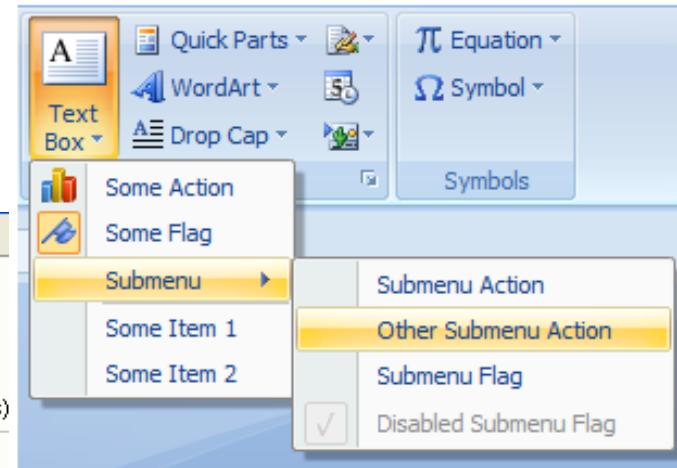 A
Text
Box
Quick Parts
WordArt
A Drop Cap
5
π Equation
Ω Symbol
Symbols
Some Action
Some Flag
Submenu
Some Item 1
Some Item 2
Submenu Action
Other Submenu Action
Submenu Flag
Disabled Submenu Flag
)